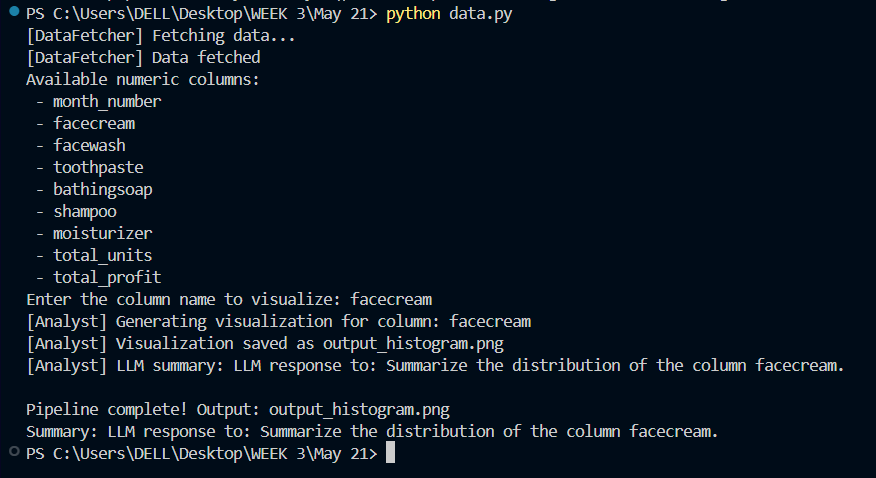 PS C:\Users\DELL\Desktop\WEEK 3\May 21> python data.py
[DataFetcher] Fetching data...
[DataFetcher] Data fetched
Available numeric columns:
- month_number
- facecream
- facewash
- toothpaste
- bathingsoap
- shampoo
- moisturizer
- total_units
- total_profit
Enter the column name to visualize: facecream
[Analyst] Generating visualization for column: facecream
[Analyst] Visualization saved as output_histogram.png
[Analyst] LLM summary: LLM response to: Summarize the distribution of the column facecream.
Pipeline complete! Output: output_histogram.png
Summary: LLM response to: Summarize the distribution of the column facecream.
PS C:\Users\DELL\Desktop\WEEK 3\May 21>